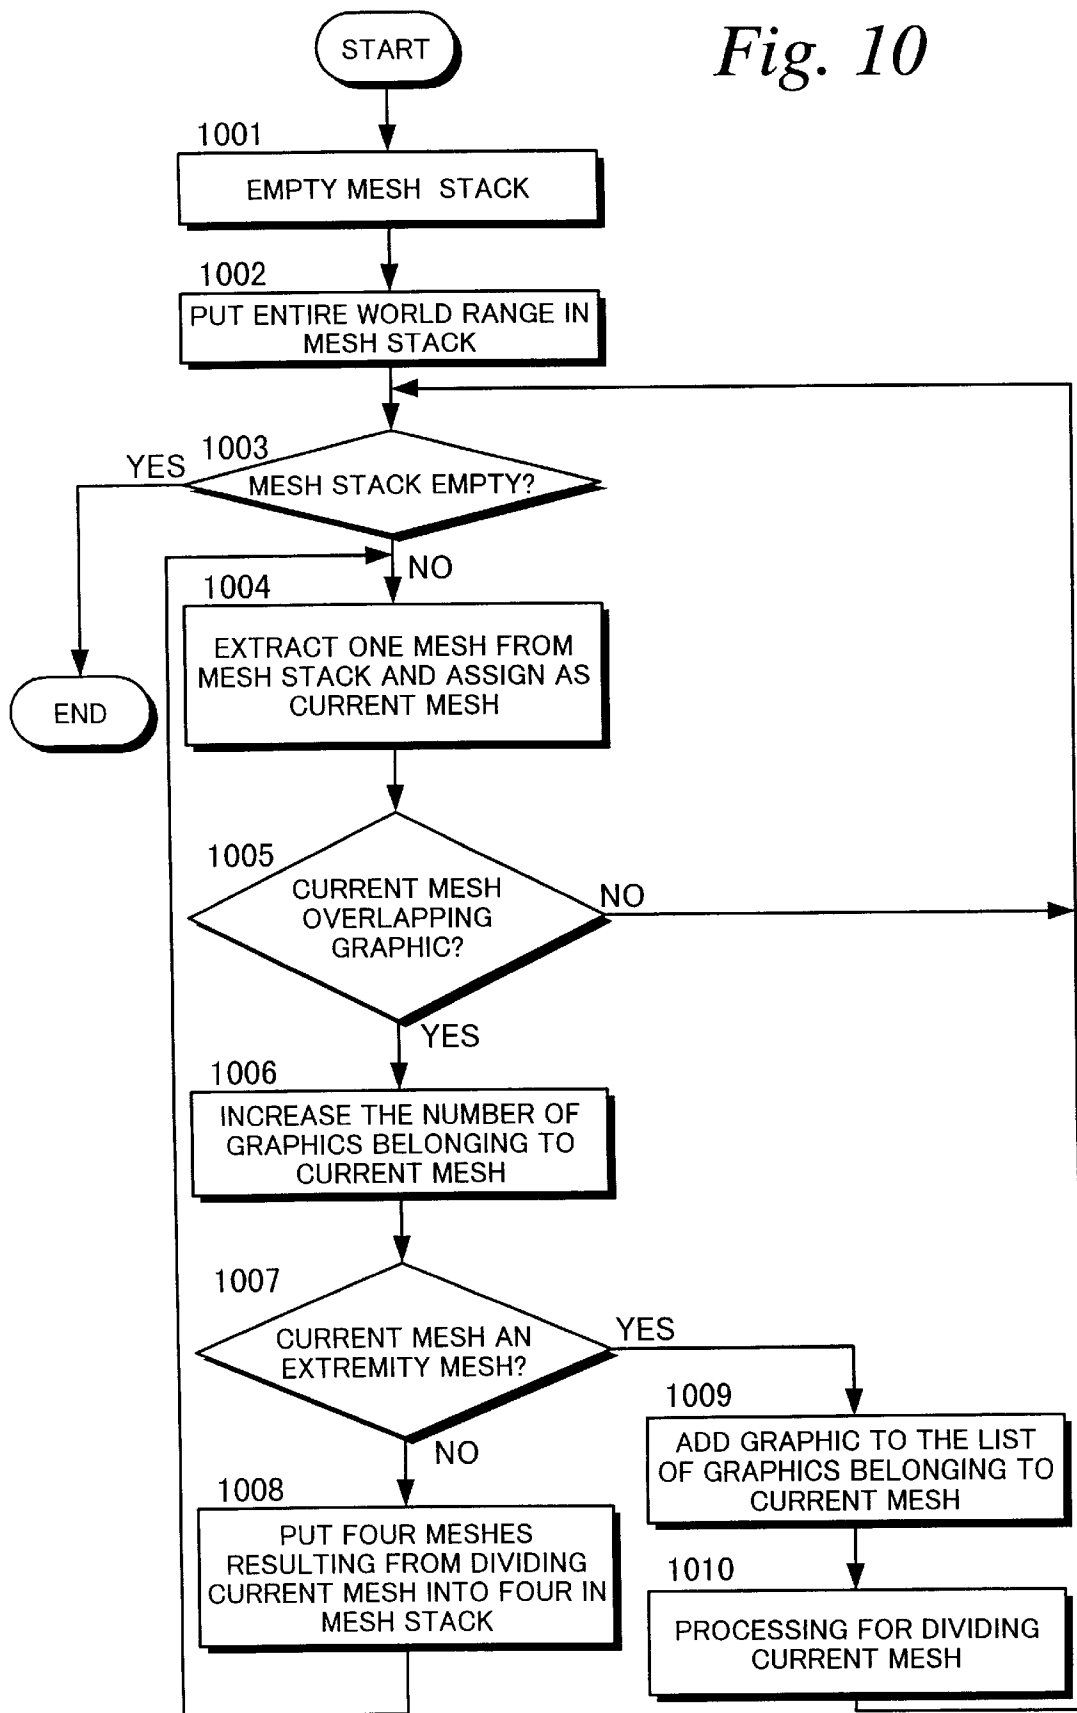 START
Fig. 10
1001
EMPTY MESH STACK
1002
PUT ENTIRE WORLD RANGE IN
MESH STACK
1003
YES
MESH STACK EMPTY?
NO
1004
EXTRACT ONE MESH FROM
MESH STACK AND ASSIGN AS
CURRENT MESH
END
1005
CURRENT MESH
OVERLAPPING
GRAPHIC?
NO
YES
1006
INCREASE THE NUMBER OF
GRAPHICS BELONGING TO
CURRENT MESH
1007
CURRENT MESH AN
EXTREMITY MESH?
YES
NO
1009
ADD GRAPHIC TO THE LIST
OF GRAPHICS BELONGING TO
CURRENT MESH
1008
PUT FOUR MESHES
RESULTING FROM DIVIDING
CURRENT MESH INTO FOUR IN
MESH STACK
1010
PROCESSING FOR DIVIDING
CURRENT MESH